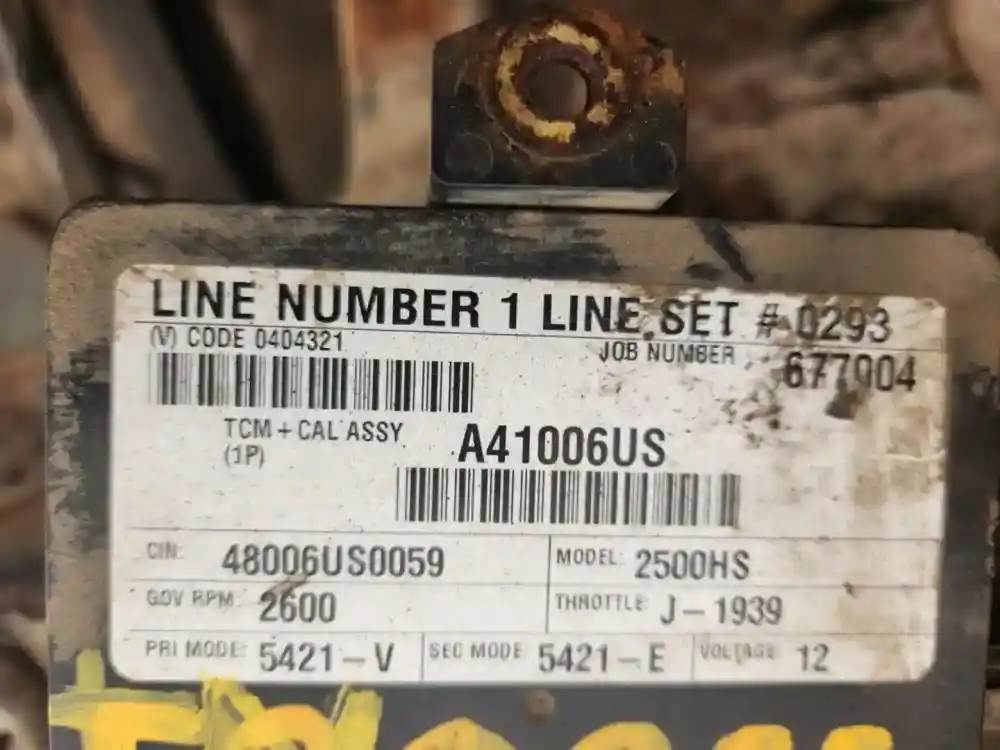 LINE NUMBER 1 LINE SET # 0293
(V) CODE 0404321
JOB NUMBER 677004
TCM + CAL ASSY A41006US
(1P)
CIN: 48006US0059 MODEL: 2500HS
GOV RPM: 2600 THROTTLE: J-1939
PRI MODE: 5421-V SEC MODE 5421-E VOLTAGE 12